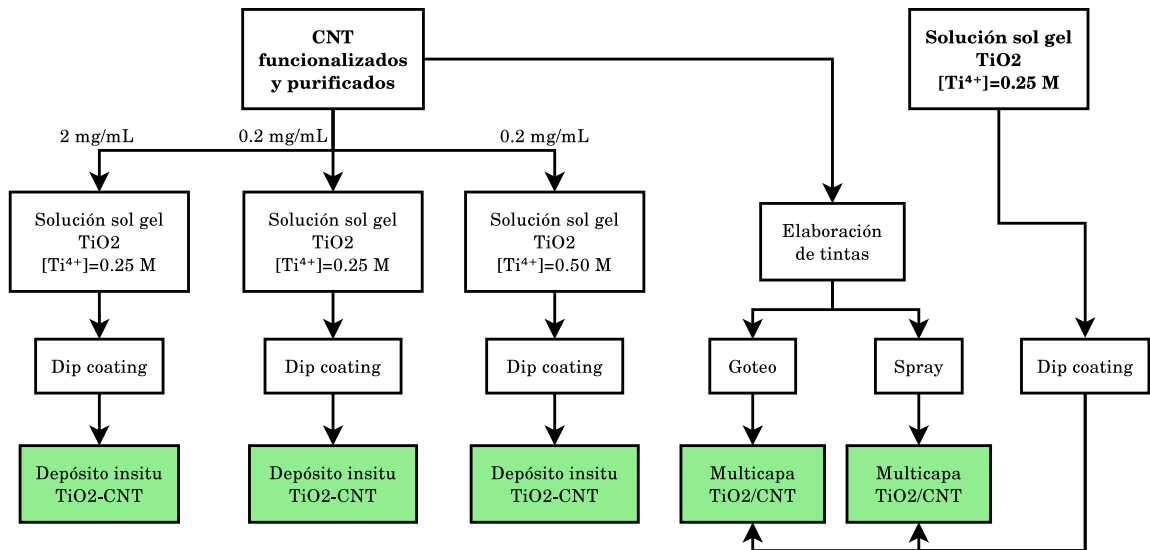 CNT
funcionalizados
y purificados
Solución sol gel
TiO2
[Ti⁴⁺]=0.25 M
2 mg/mL
0.2 mg/mL
0.2 mg/mL
Solución sol gel
TiO2
[Ti⁴⁺]=0.25 M
Solución sol gel
TiO2
[Ti⁴⁺]=0.25 M
Solución sol gel
TiO2
[Ti⁴⁺]=0.50 M
Elaboración
de tintas
Dip coating
Dip coating
Dip coating
Goteo
Spray
Dip coating
Depósito insitu
TiO2-CNT
Depósito insitu
TiO2-CNT
Depósito insitu
TiO2-CNT
Multicapa
TiO2/CNT
Multicapa
TiO2/CNT